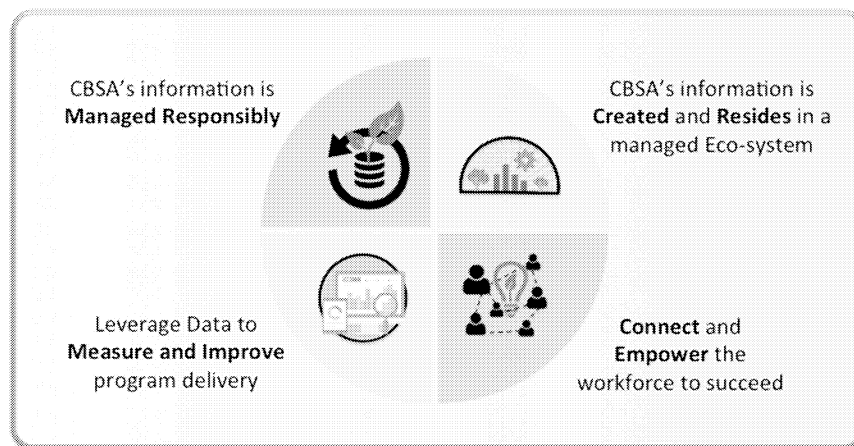 CBSA's information is
Managed Responsibly
CBSA's information is
Created and Resides in a
managed Eco-system
Leverage Data to
Measure and Improve
program delivery
Connect and
Empower the
workforce to succeed